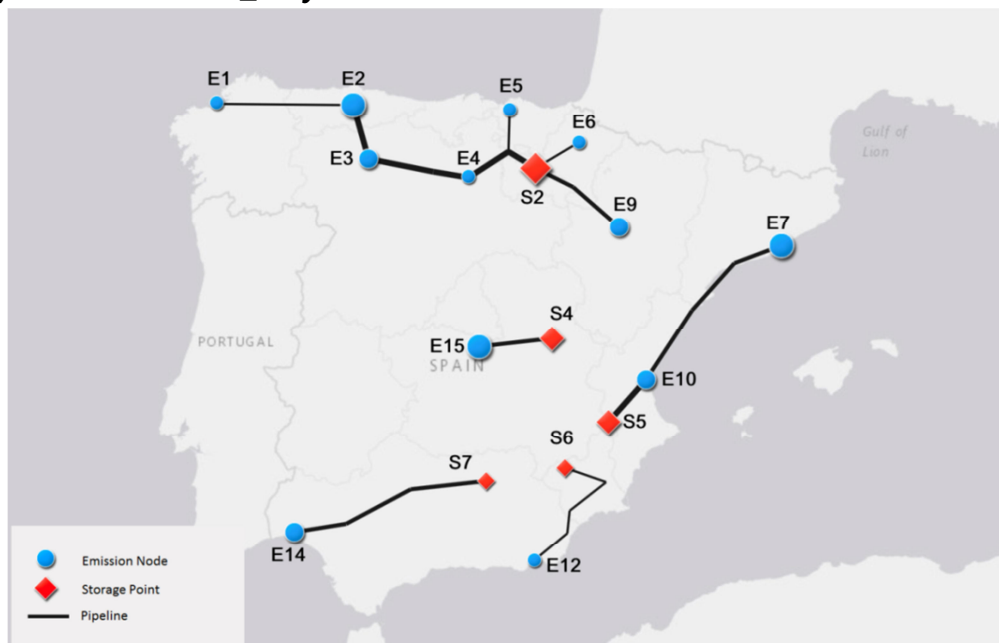 E1
E2
E5
E6
E3
E4
S2
E9
E7
Gulf of
Lion
PORTUGAL
S4
E15
SPAIN
E10
S5
S6
S7
E14
E12
Emission Node
Storage Point
Pipeline